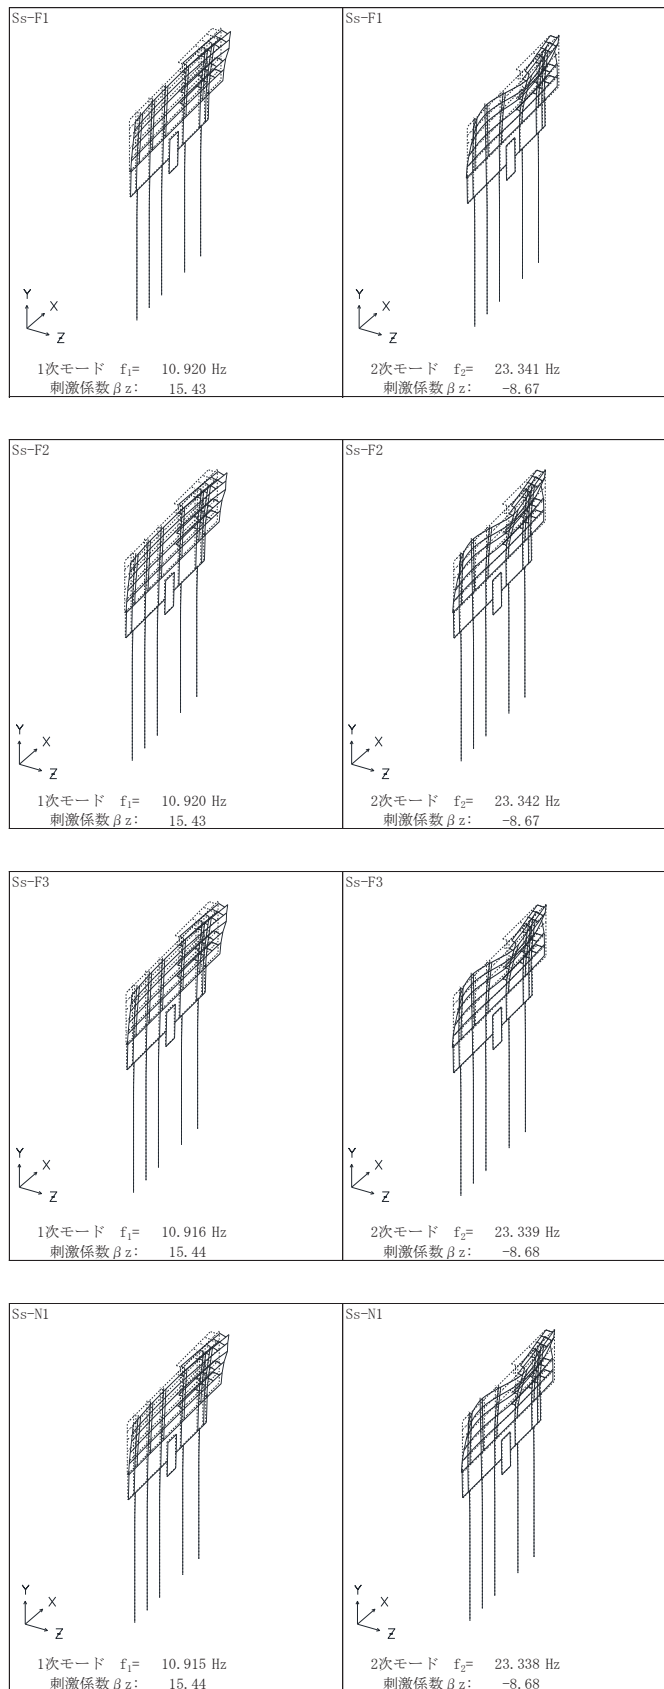 Ss-F1
Y
X
Z
1次モード f₁= 10.920 Hz
刺激係数βz: 15.43
Ss-F1
Y
X
Z
2次モード f₂= 23.341 Hz
刺激係数βz: -8.67
Ss-F2
Y
X
Z
1次モード f₁= 10.920 Hz
刺激係数βz: 15.43
Ss-F2
Y
X
Z
2次モード f₂= 23.342 Hz
刺激係数βz: -8.67
Ss-F3
Y
X
Z
1次モード f₁= 10.916 Hz
刺激係数βz: 15.44
Ss-F3
Y
X
Z
2次モード f₂= 23.339 Hz
刺激係数βz: -8.68
Ss-N1
Y
X
Z
1次モード f₁= 10.915 Hz
刺激係数βz: 15.44
Ss-N1
Y
X
Z
2次モード f₂= 23.338 Hz
刺激係数βz: -8.68